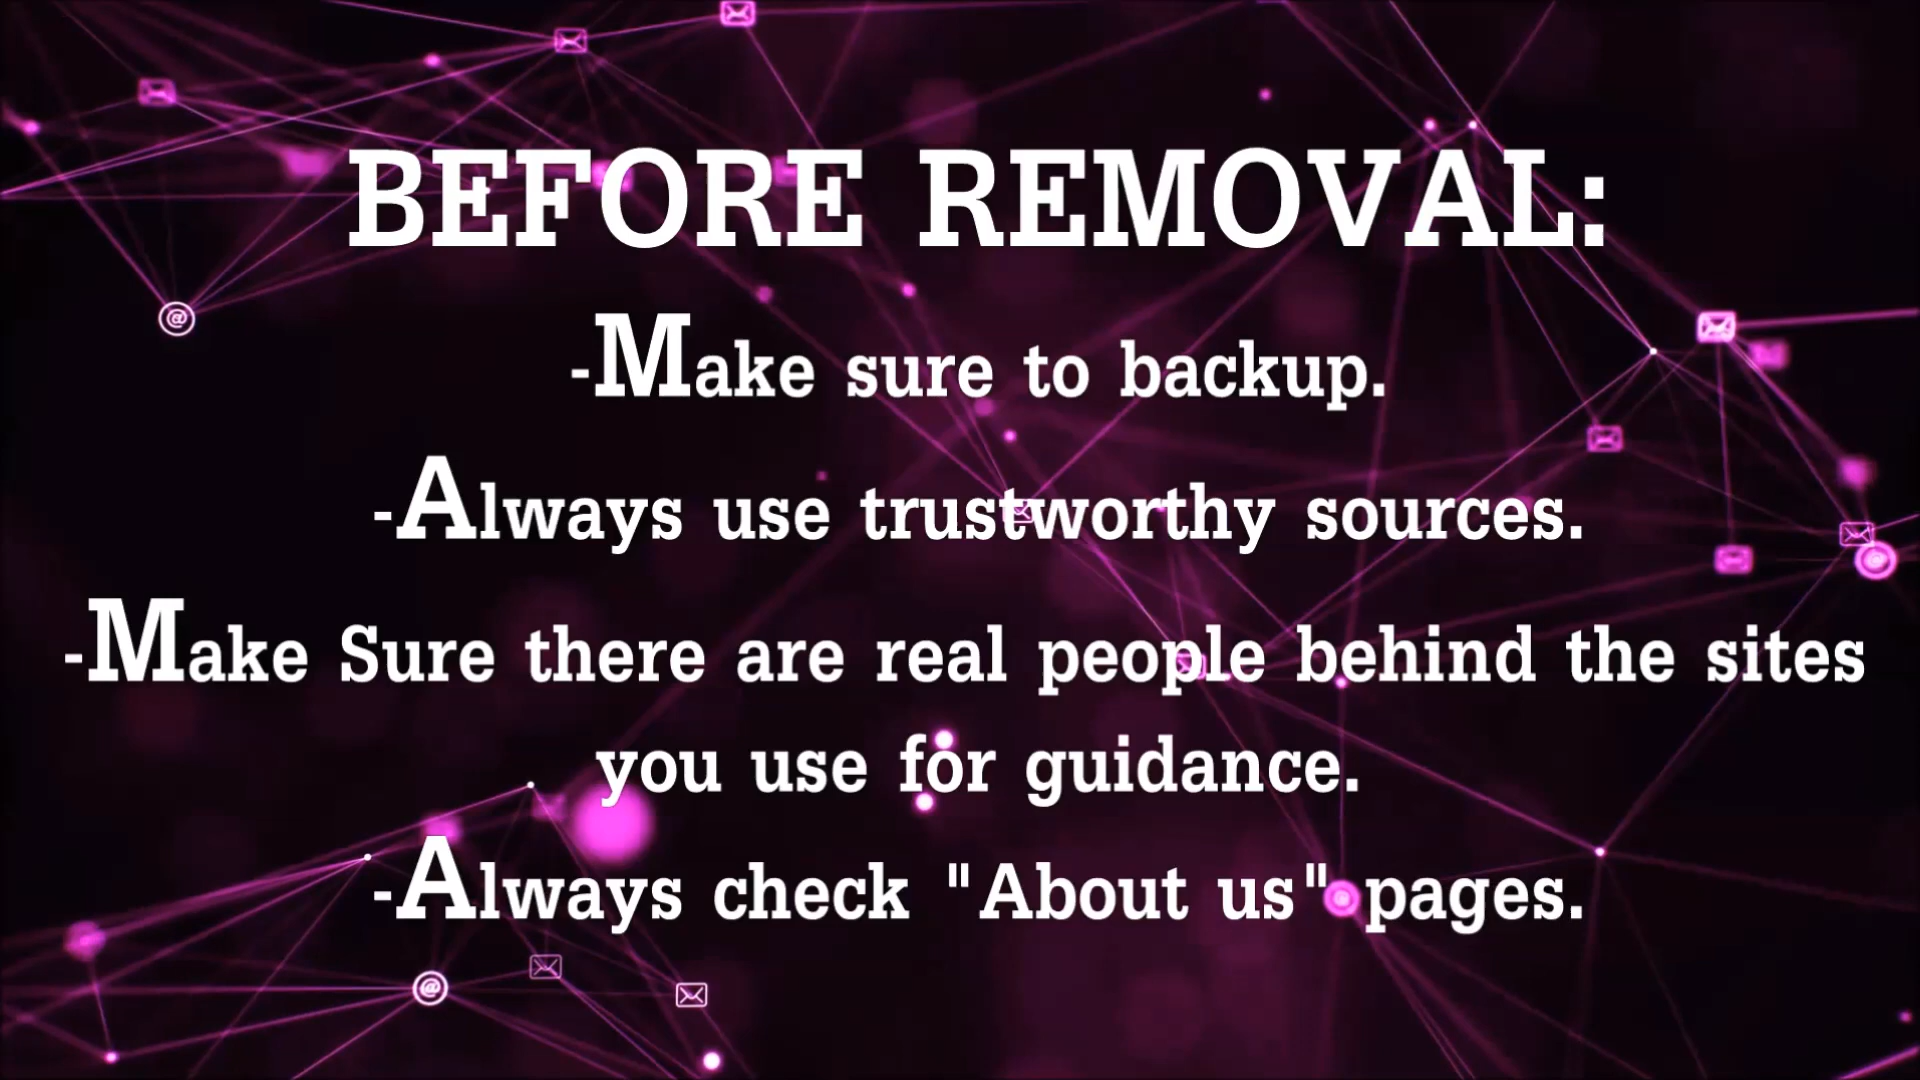 BEFORE REMOVAL:
-Make sure to backup.
-Always use trustworthy sources.
-Make Sure there are real people behind the sites
you use for guidance.
-Always check "About us" pages.